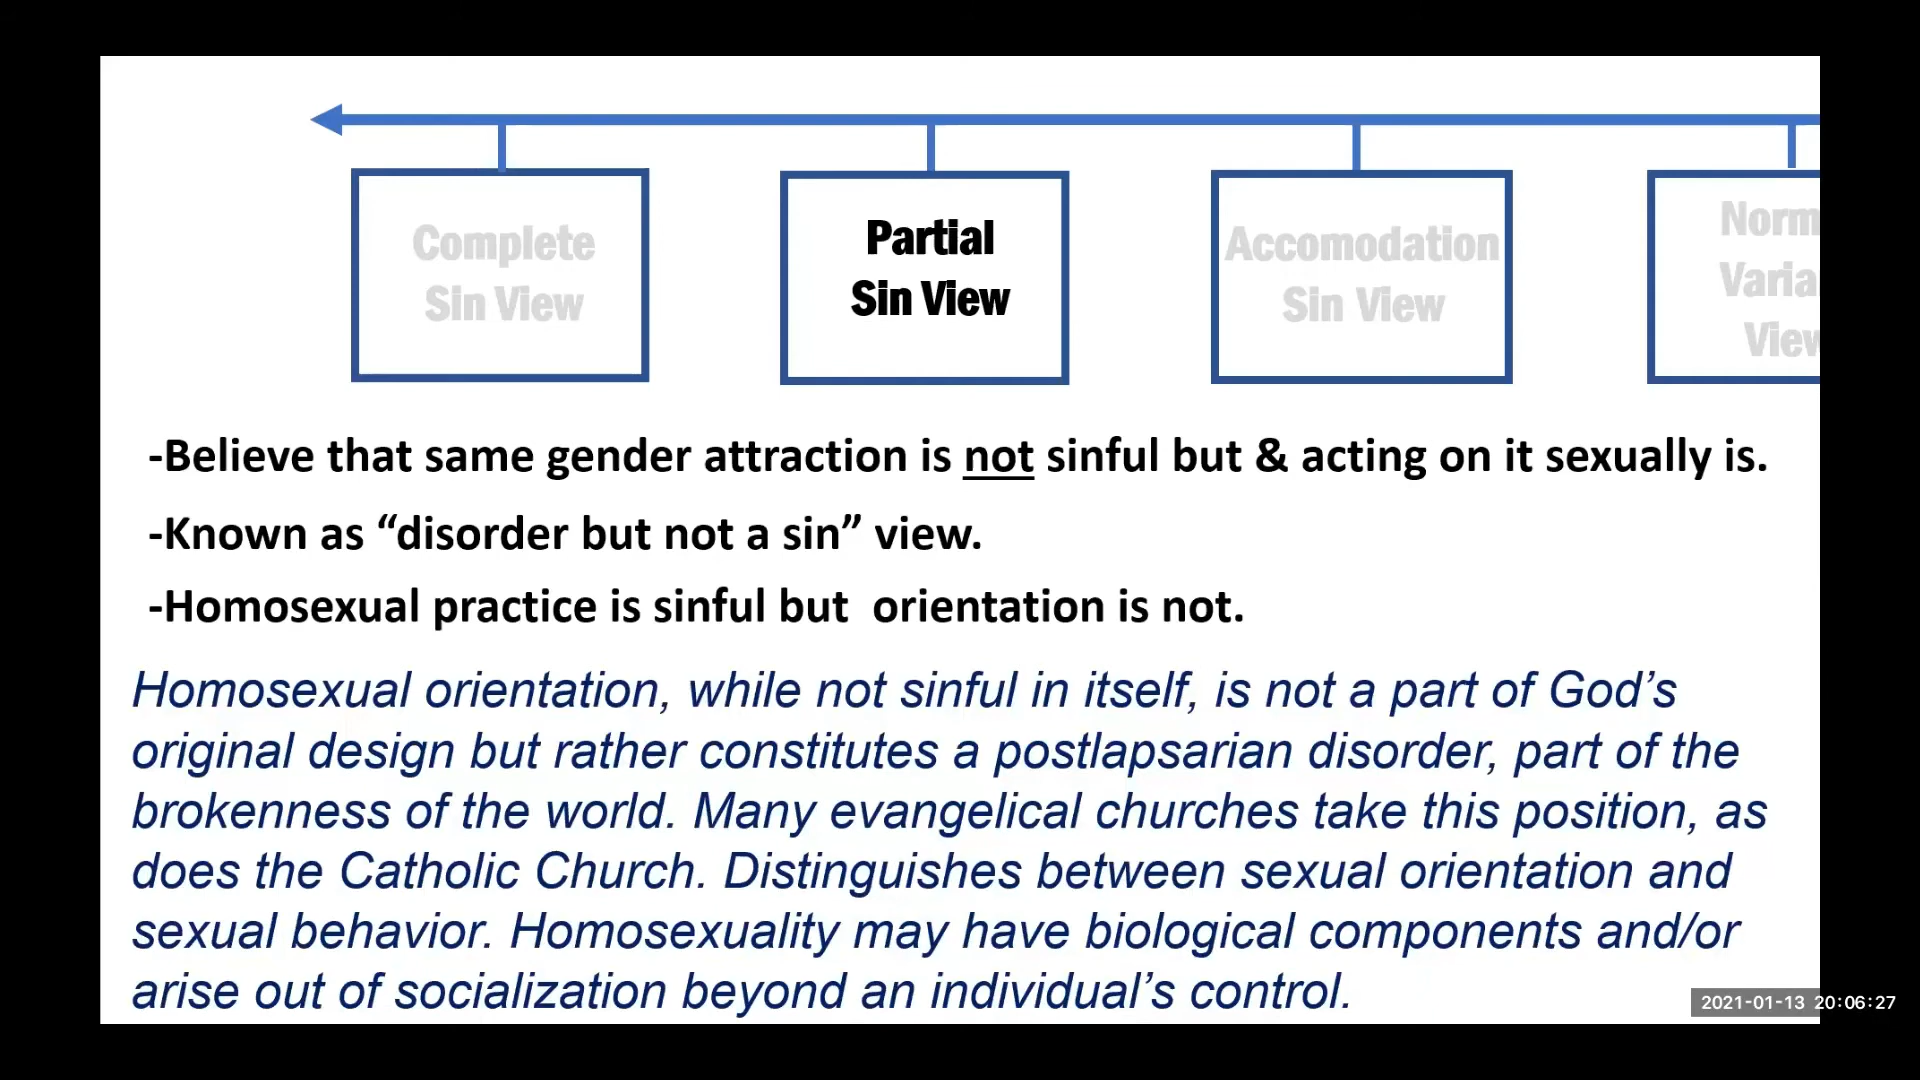 Complete
Sin View
Partial
Sin View
Accomodation
Sin View
Norm
Varia
View
-Believe that same gender attraction is not sinful but & acting on it sexually is.
-Known as “disorder but not a sin” view.
-Homosexual practice is sinful but  orientation is not.
Homosexual orientation, while not sinful in itself, is not a part of God’s
original design but rather constitutes a postlapsarian disorder, part of the
brokenness of the world. Many evangelical churches take this position, as
does the Catholic Church. Distinguishes between sexual orientation and
sexual behavior. Homosexuality may have biological components and/or
arise out of socialization beyond an individual’s control.
2021-01-13 20:06:27